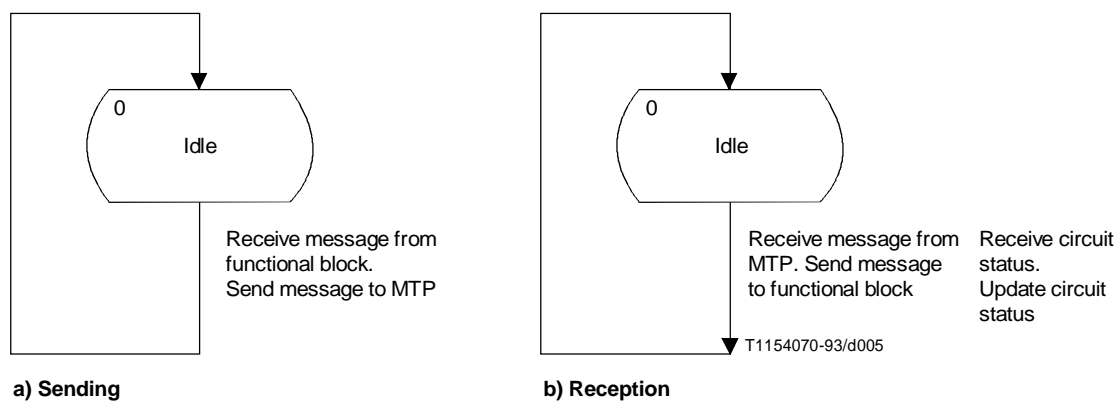 0
Idle
Receive message from
functional block.
Send message to MTP
a) Sending
0
Idle
Receive message from
MTP. Send message
to functional block
Receive circuit
status.
Update circuit
status
T1154070-93/d005
b) Reception